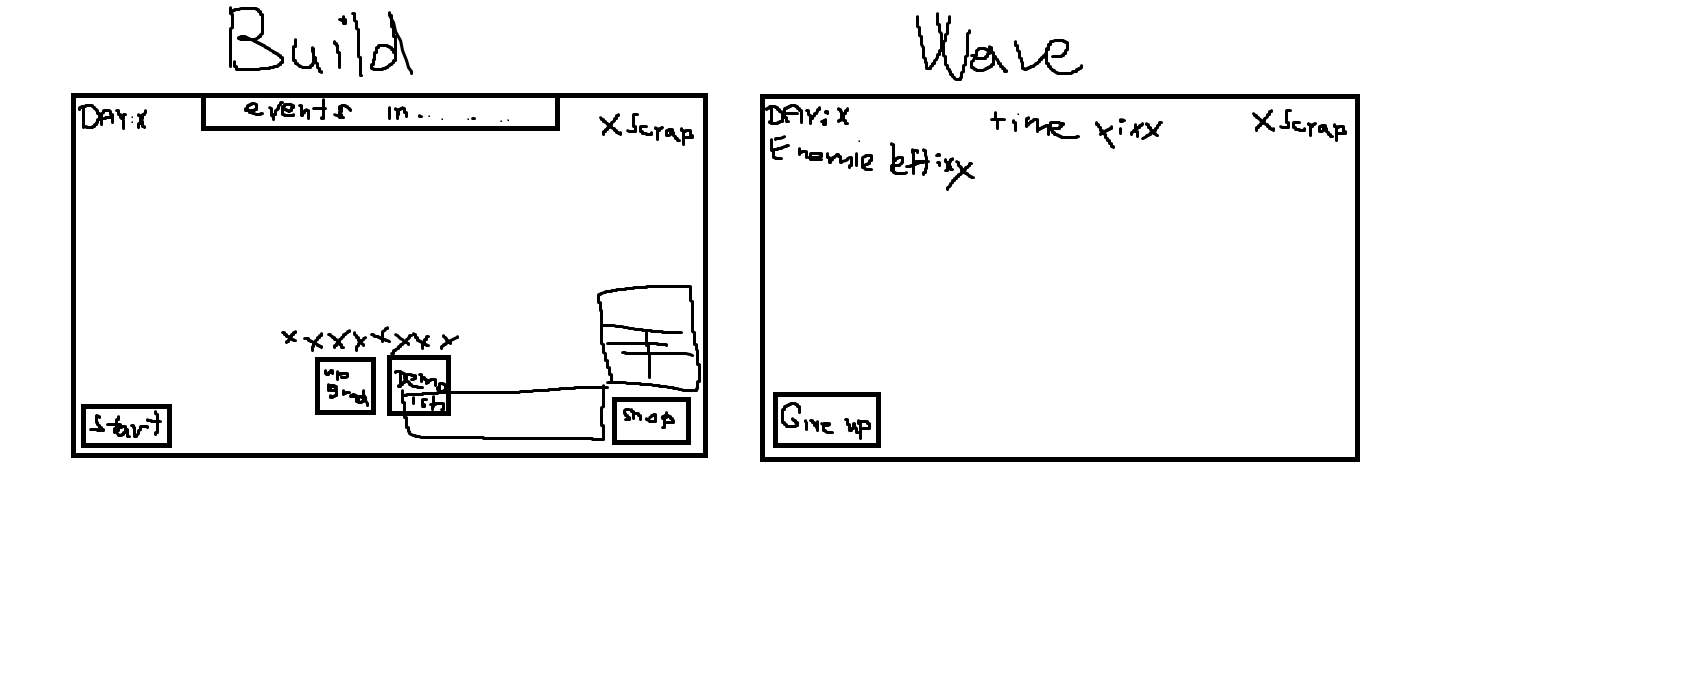 Build
DAY:X
events in.......
X Scrap
xxxxxxxx
up
grad
Demo
lish
Start
Shop
Wave
DAY:X
time x:xx
X Scrap
Enemie left:xx
Give up